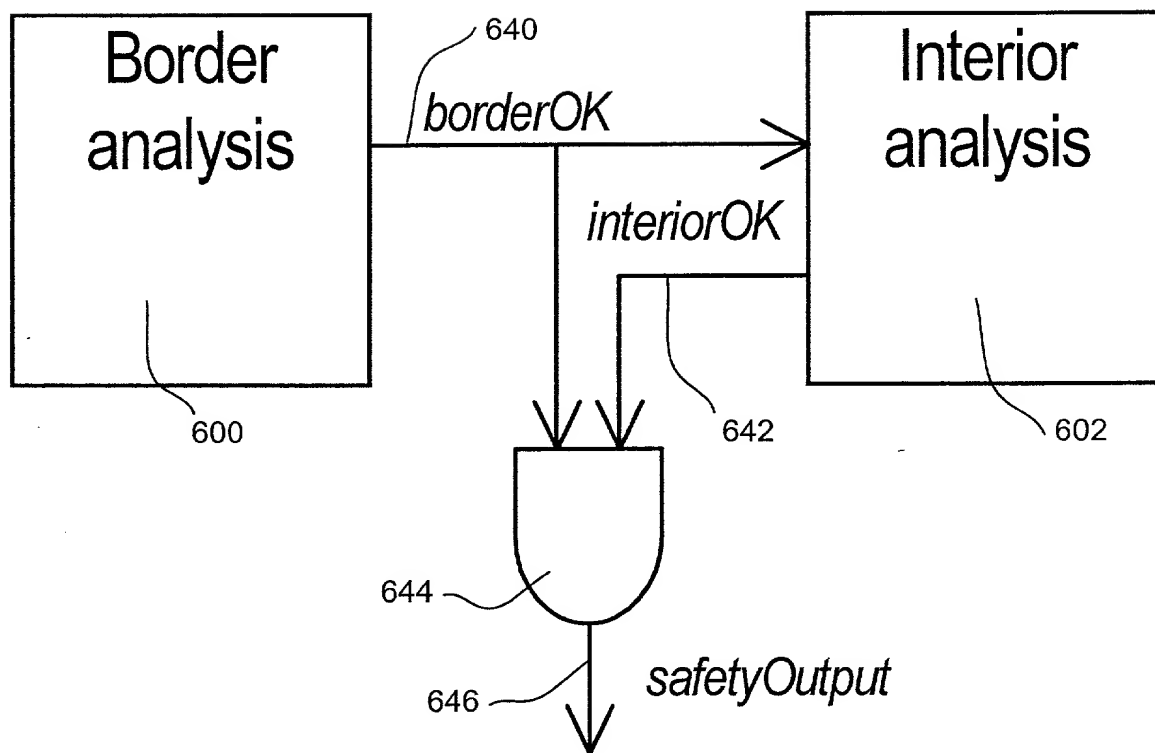 640
Border
analysis
borderOK
Interior
analysis
interiorOK
600
642
602
644
646
safetyOutput